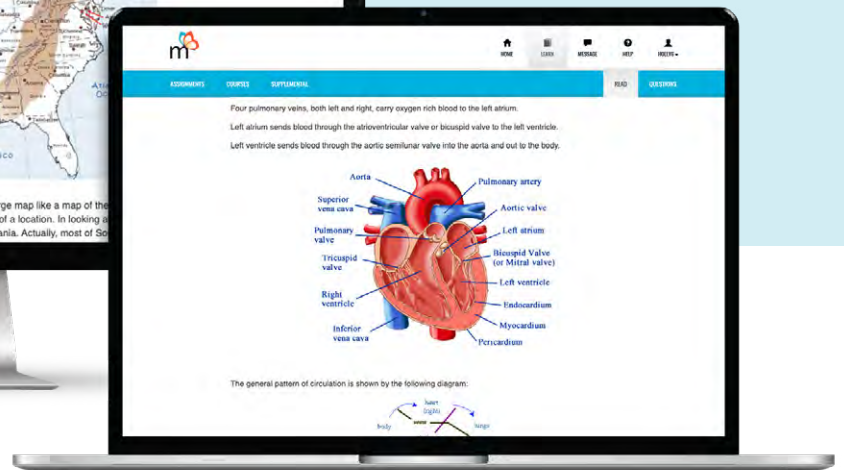 m
HOME LEARN MESSAGE HELP
ASSIGNMENTS COURSES SUPPLEMENTAL READ QUESTIONS
Four pulmonary veins, both left and right, carry oxygen rich blood to the left atrium.
Left atrium sends blood through the atrioventricular valve or bicuspid valve to the left ventricle.
Left ventricle sends blood through the aortic semilunar valve into the aorta and out to the body.
Aorta
Pulmonary artery
Superior
vena cava
Aortic valve
Pulmonary
valve
Left atrium
Bicuspid Valve
(or Mitral valve)
Tricuspid
valve
Left ventricle
Right
ventricle
Endocardium
Myocardium
Inferior
vena cava
Pericardium
The general pattern of circulation is shown by the following diagram:
heart
(right)
body
lungs
rge map like a map of the
of a location. In looking a
ania. Actually, most of So